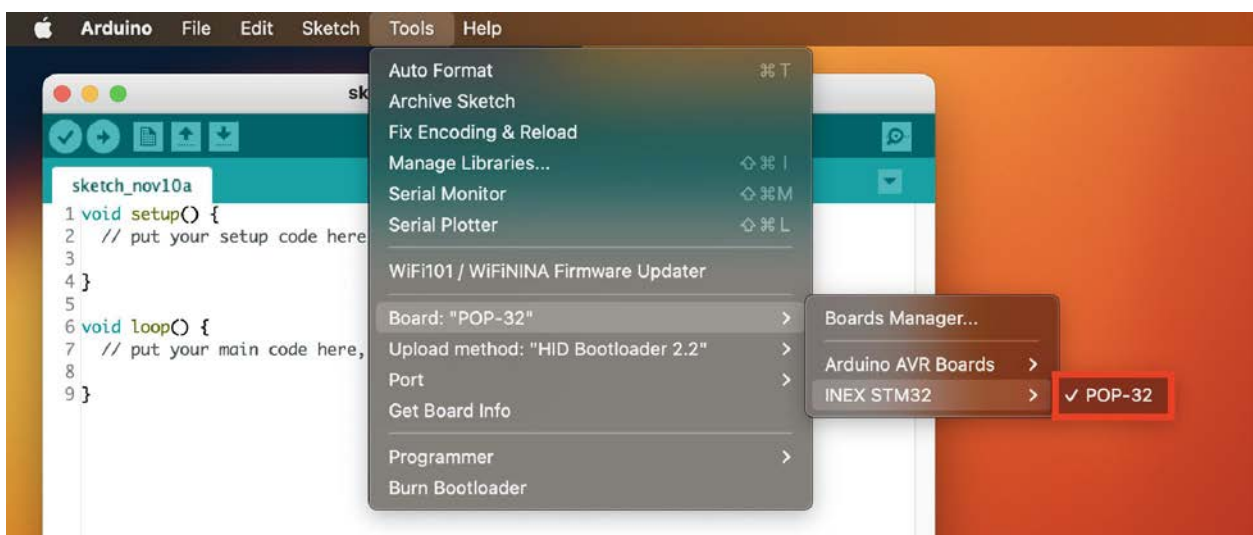 Arduino File Edit Sketch Tools Help
sk
sketch_nov10a
1 void setup() {
2 // put your setup code here
3
4 }
5
6 void loop() {
7 // put your main code here,
8
9 }
Auto Format ⌘ T
Archive Sketch
Fix Encoding & Reload
Manage Libraries... ⇧ ⌘ I
Serial Monitor ⇧ ⌘ M
Serial Plotter ⇧ ⌘ L
WiFi101 / WiFiNINA Firmware Updater
Board: "POP-32" >
Upload method: "HID Bootloader 2.2" >
Port >
Get Board Info
Programmer >
Burn Bootloader
Boards Manager...
Arduino AVR Boards >
INEX STM32 >
✓ POP-32